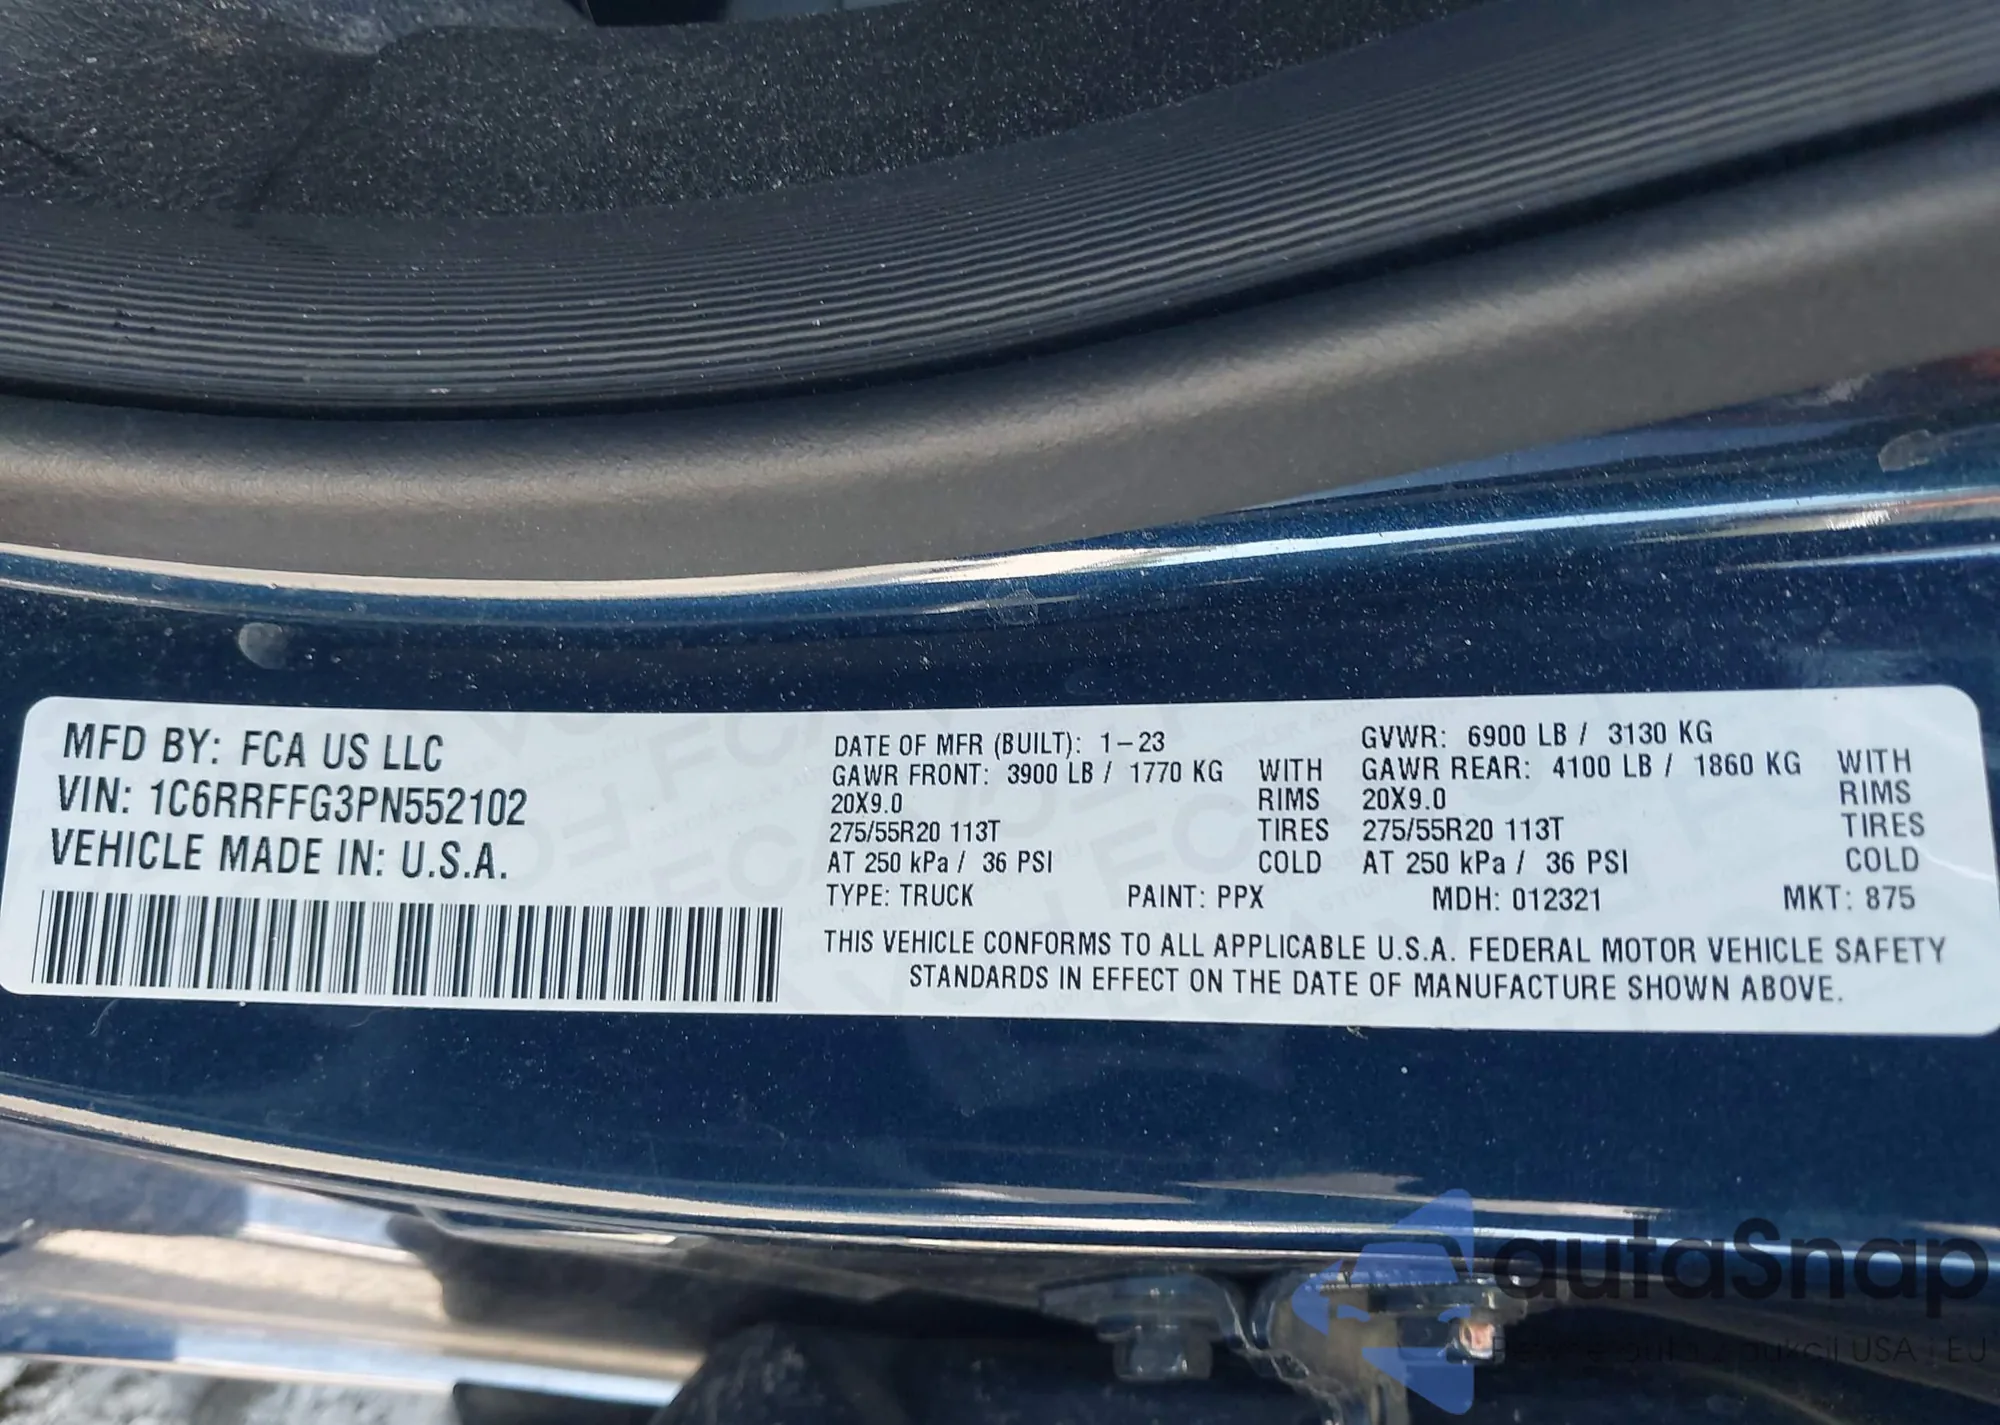 MFD BY: FCA US LLC
VIN: 1C6RRFFG3PN552102
VEHICLE MADE IN: U.S.A.
DATE OF MFR (BUILT): 1-23 GVWR: 6900 LB / 3130 KG
GAWR FRONT: 3900 LB / 1770 KG WITH GAWR REAR: 4100 LB / 1860 KG WITH
20X9.0 RIMS 20X9.0 RIMS
275/55R20 113T TIRES 275/55R20 113T TIRES
AT 250 kPa / 36 PSI COLD AT 250 kPa / 36 PSI COLD
TYPE: TRUCK PAINT: PPX MDH: 012321 MKT: 875
THIS VEHICLE CONFORMS TO ALL APPLICABLE U.S.A. FEDERAL MOTOR VEHICLE SAFETY
STANDARDS IN EFFECT ON THE DATE OF MANUFACTURE SHOWN ABOVE.
autaSnap
aukcji USA i EU